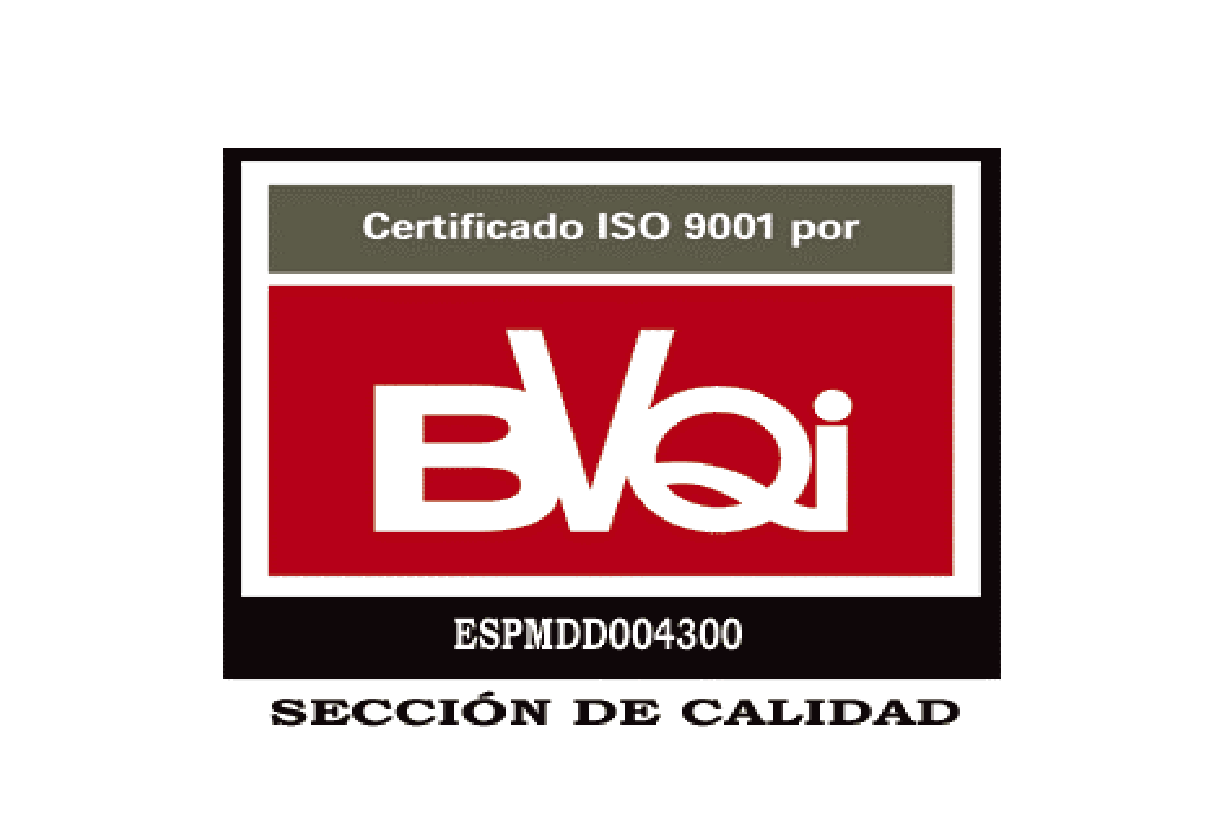 Certificado ISO 9001 por
BVQi
ESPMDD004300
SECCIÓN DE CALIDAD